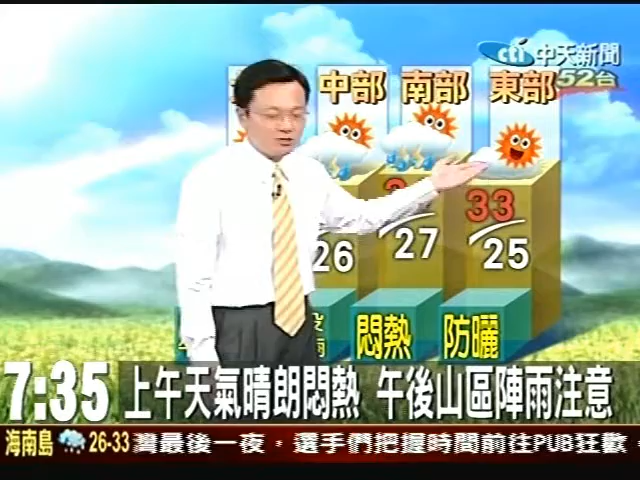 cti 中天新聞
52台
中部 南部 東部
33
26 27 25
悶熱 防曬
7:35 上午天氣晴朗悶熱 午後山區陣雨注意
海南島 26-33 灣最後一夜，選手們把握時間前往PUB狂歡